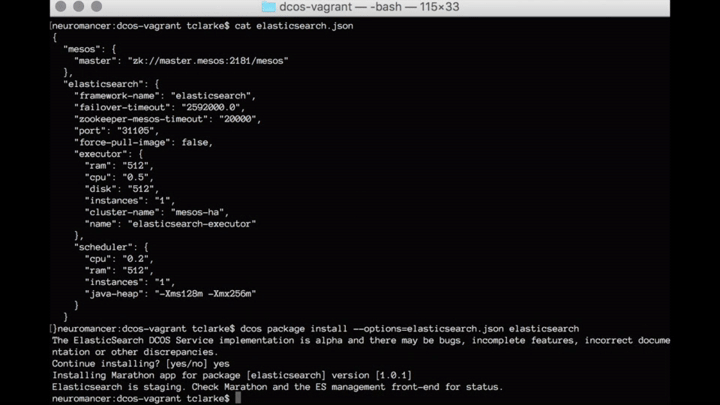 dcos-vagrant — -bash — 115×33
[neuromancer:dcos-vagrant tclarke$ cat elasticsearch.json
{
  "mesos": {
    "master": "zk://master.mesos:2181/mesos"
  },
  "elasticsearch": {
    "framework-name": "elasticsearch",
    "failover-timeout": "2592000.0",
    "zookeeper-mesos-timeout": "20000",
    "port": "31105",
    "force-pull-image": false,
    "executor": {
      "ram": "512",
      "cpu": "0.5",
      "disk": "512",
      "instances": "1",
      "cluster-name": "mesos-ha",
      "name": "elasticsearch-executor"
    },
    "scheduler": {
      "cpu": "0.2",
      "ram": "512",
      "instances": "1",
      "java-heap": "-Xms128m -Xmx256m"
    }
  }
[}neuromancer:dcos-vagrant tclarke$ dcos package install --options=elasticsearch.json elasticsearch
The ElasticSearch DCOS Service implementation is alpha and there may be bugs, incomplete features, incorrect docume
ntation or other discrepancies.
Continue installing? [yes/no] yes
Installing Marathon app for package [elasticsearch] version [1.0.1]
Elasticsearch is staging. Check Marathon and the ES management front-end for status.
neuromancer:dcos-vagrant tclarke$